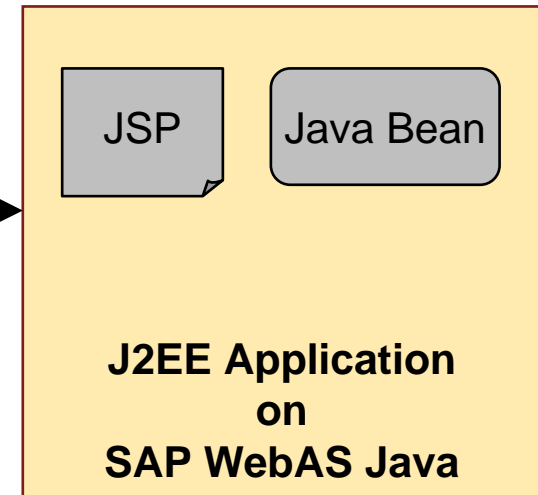 JSP
Java Bean
J2EE Application
on
SAP WebAS Java